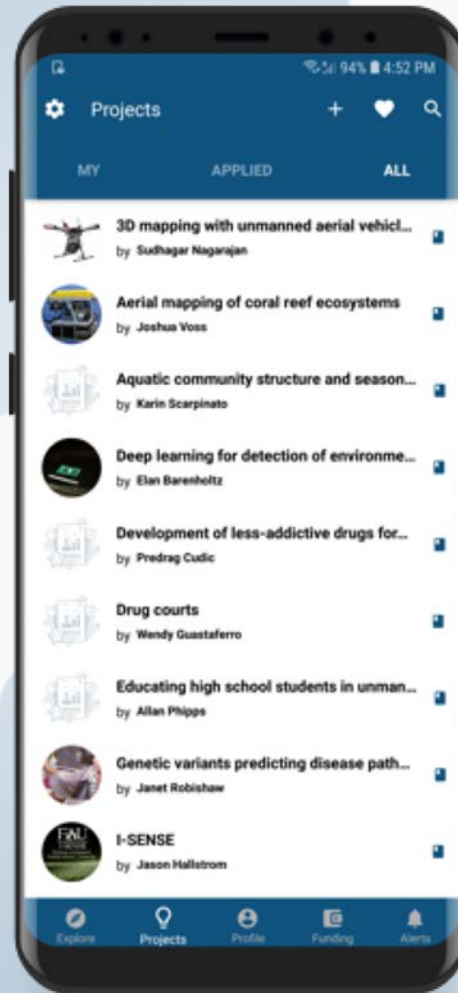 94% 4:52 PM
Projects
MY APPLIED ALL
3D mapping with unmanned aerial vehicl...
by Sudhagar Nagarajan
Aerial mapping of coral reef ecosystems
by Joshua Voss
Aquatic community structure and season...
by Karin Scarpinato
Deep learning for detection of environme...
by Elan Barenholtz
Development of less-addictive drugs for...
by Predrag Cudic
Drug courts
by Wendy Guastaferro
Educating high school students in unman...
by Allan Phipps
Genetic variants predicting disease path...
by Janet Robishaw
FAU
I-SENSE
by Jason Hallstrom
Explore Projects Profile Funding Alerts